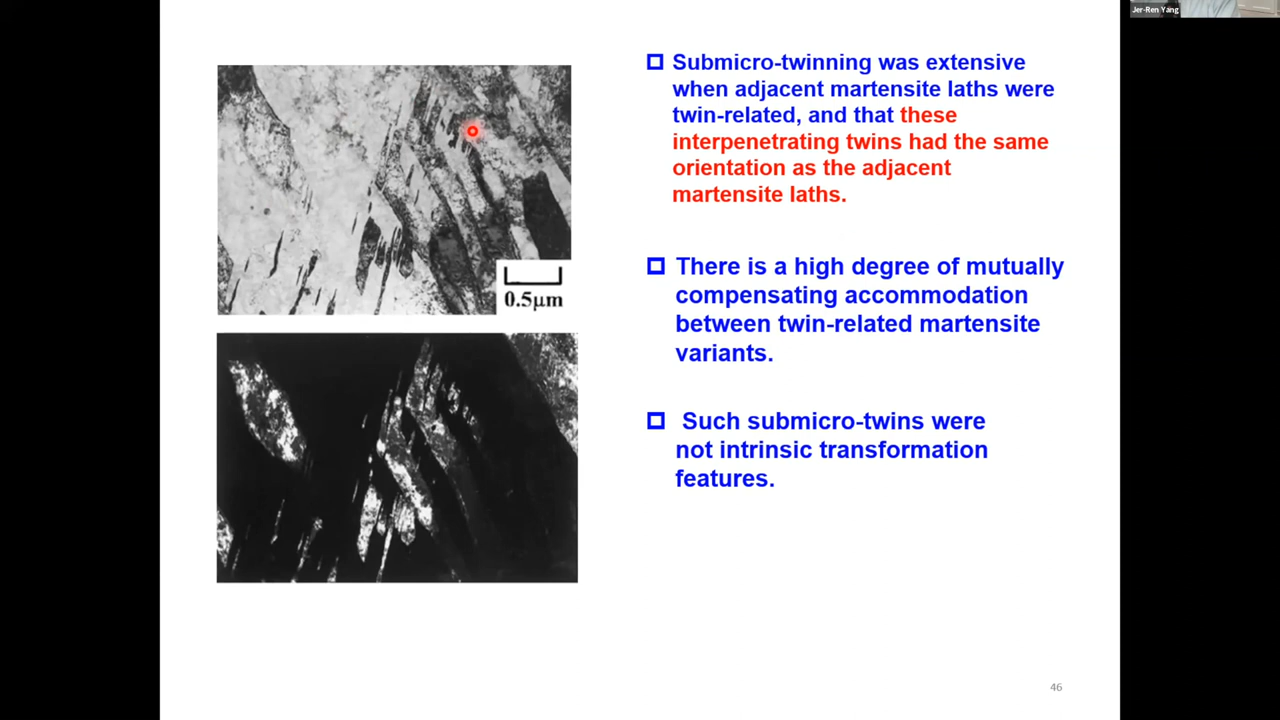 Jer-Ren Yang
Submicro-twinning was extensive
when adjacent martensite laths were
twin-related, and that these
interpenetrating twins had the same
orientation as the adjacent
martensite laths.
There is a high degree of mutually
compensating accommodation
between twin-related martensite
variants.
Such submicro-twins were
not intrinsic transformation
features.
0.5μm
46